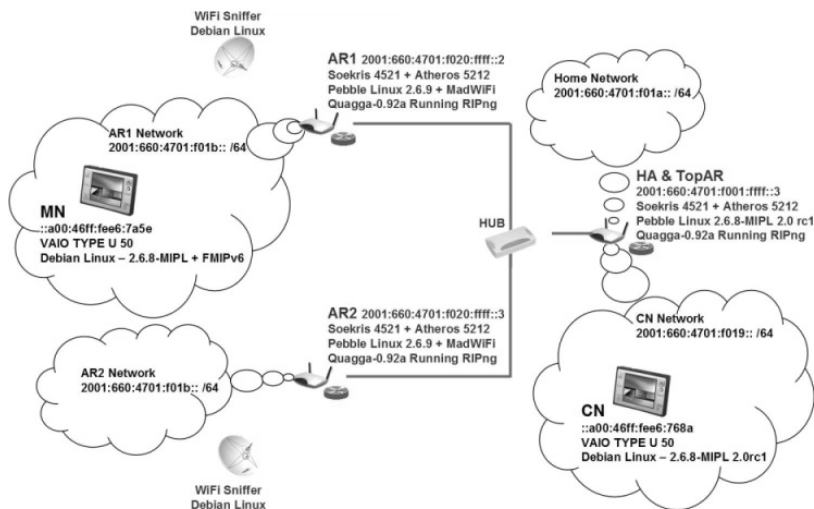 WiFi Sniffer
Debian Linux
AR1 2001:660:4701:f020:ffff::2
Soekris 4521 + Atheros 5212
Pebble Linux 2.6.9 + MadWiFi
Quagga-0.92a Running RIPng
Home Network
2001:660:4701:f01a:: /64
AR1 Network
2001:660:4701:f01b:: /64
MN
::a00:46ff:fee6:7a5e
VAIO TYPE U 50
Debian Linux – 2.6.8-MIPL + FMIPv6
HUB
HA & TopAR
2001:660:4701:f001:ffff::3
Soekris 4521 + Atheros 5212
Pebble Linux 2.6.8-MIPL 2.0 rc1
Quagga-0.92a Running RIPng
AR2 2001:660:4701:f020:ffff::3
Soekris 4521 + Atheros 5212
Pebble Linux 2.6.9 + MadWiFi
Quagga-0.92a Running RIPng
AR2 Network
2001:660:4701:f01b:: /64
CN Network
2001:660:4701:f019:: /64
CN
::a00:46ff:fee6:768a
VAIO TYPE U 50
Debian Linux – 2.6.8-MIPL 2.0rc1
WiFi Sniffer
Debian Linux